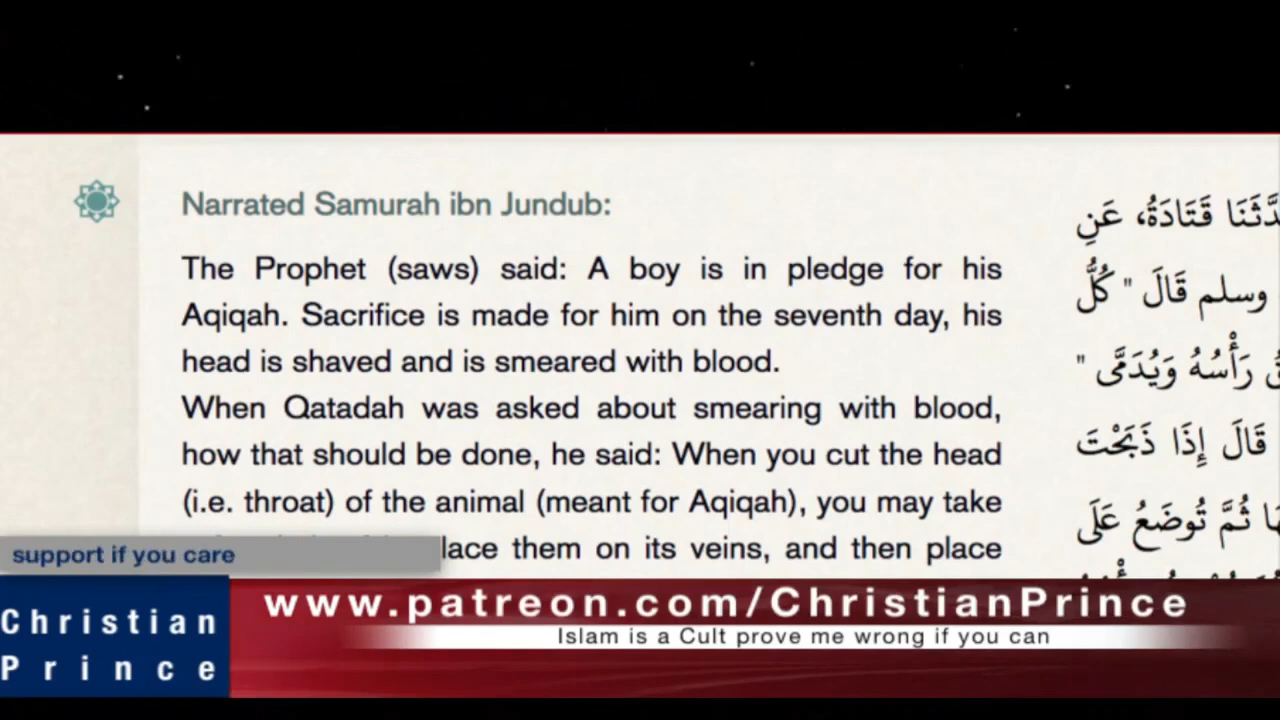 Narrated Samurah ibn Jundub:
The Prophet (saws) said: A boy is in pledge for his
Aqiqah. Sacrifice is made for him on the seventh day, his
head is shaved and is smeared with blood.
When Qatadah was asked about smearing with blood,
how that should be done, he said: When you cut the head
(i.e. throat) of the animal (meant for Aqiqah), you may take
lace them on its veins, and then place
قَتَادَةُ، عَنِ
وسلم قَالَ " كُلُّ
رَأْسُهُ وَيُدَمَّى "
قَالَ إِذَا ذَبَحْتَ
ثُمَّ تُوضَعُ عَلَى
support if you care
Christian
Prince
www.patreon.com/ChristianPrince
Islam is a Cult prove me wrong if you can